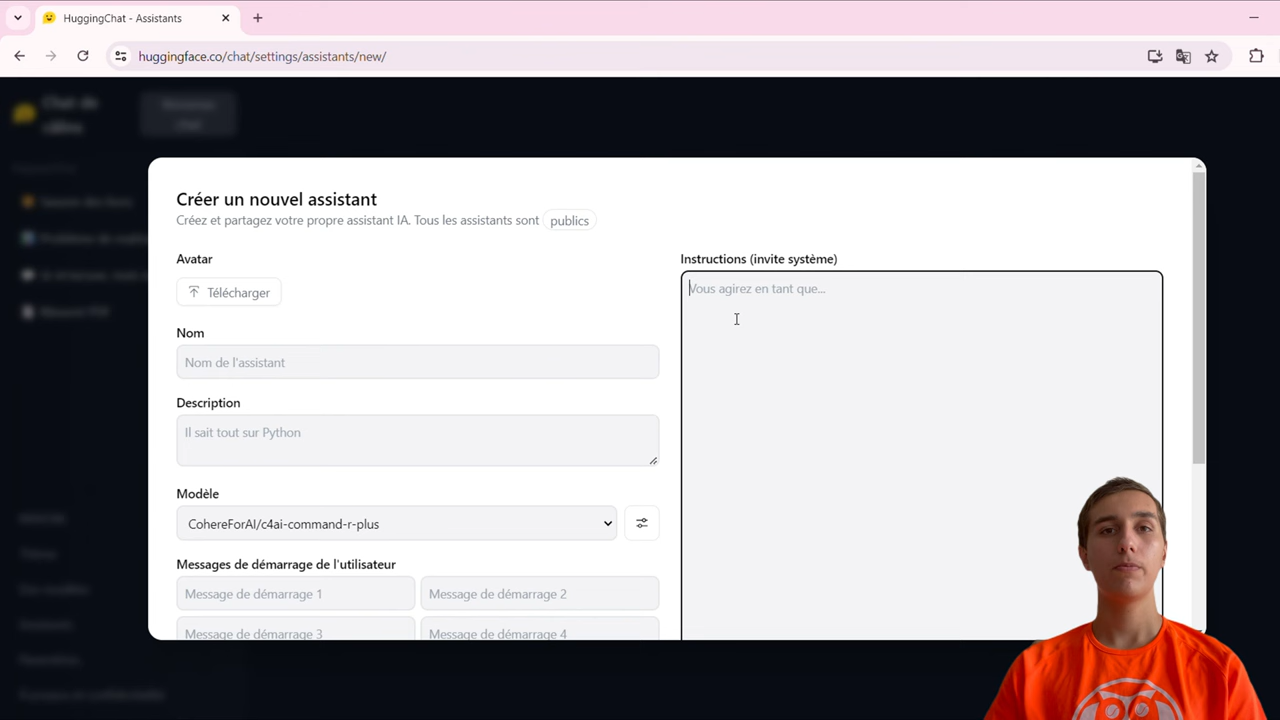 HuggingChat - Assistants
huggingface.co/chat/settings/assistants/new/
Chat de
câlins
Créer un nouvel assistant
Créez et partagez votre propre assistant IA. Tous les assistants sont publics
Avatar
Télécharger
Nom
Nom de l'assistant
Description
Il sait tout sur Python
Modèle
CohereForAI/c4ai-command-r-plus
Messages de démarrage de l'utilisateur
Message de démarrage 1
Message de démarrage 2
Message de démarrage 3
Message de démarrage 4
Instructions (invite système)
Vous agirez en tant que...